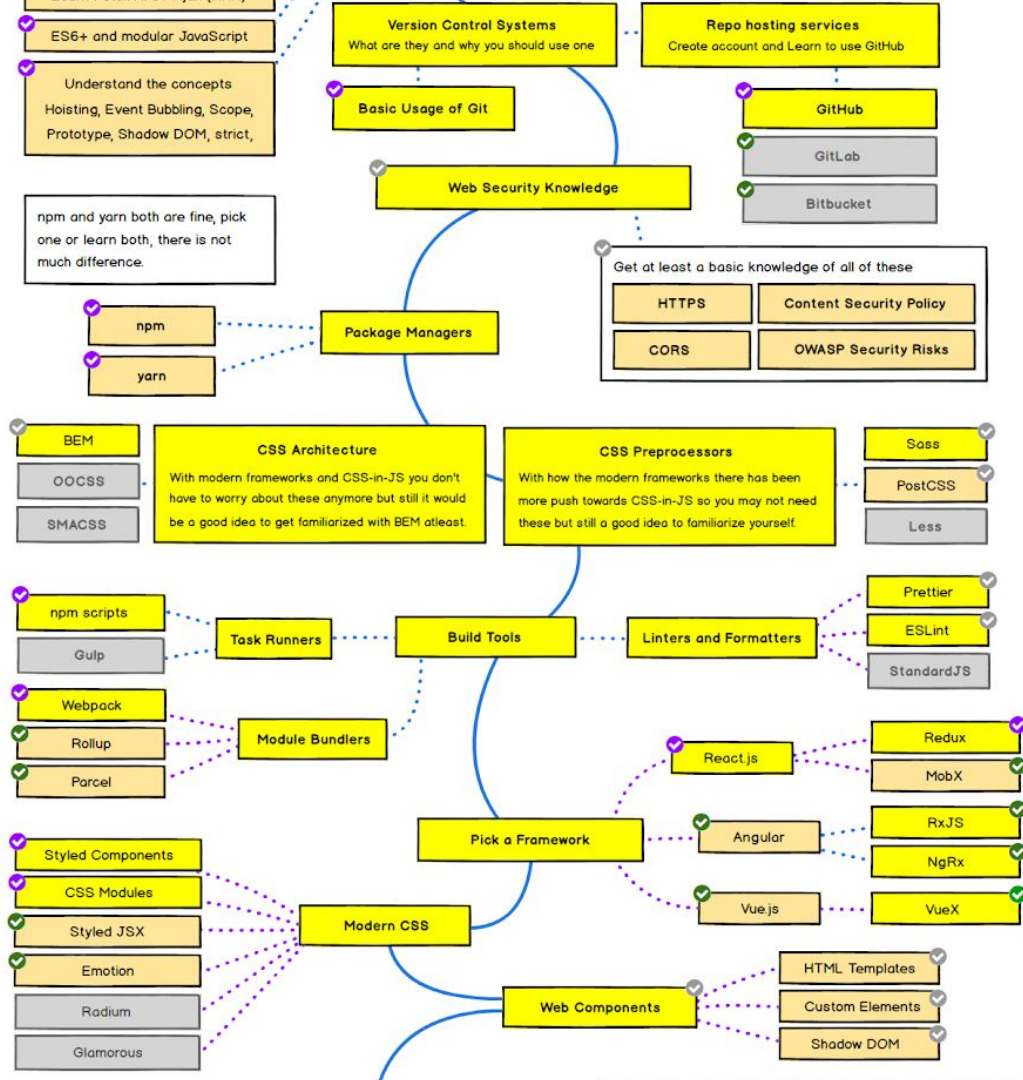 ES6+ and modular JavaScript
Understand the concepts
Hoisting, Event Bubbling, Scope,
Prototype, Shadow DOM, strict,
Version Control Systems
What are they and why you should use one
Repo hosting services
Create account and Learn to use GitHub
Basic Usage of Git
GitHub
GitLab
Bitbucket
Web Security Knowledge
npm and yarn both are fine, pick
one or learn both, there is not
much difference.
Get at least a basic knowledge of all of these
HTTPS
Content Security Policy
CORS
OWASP Security Risks
npm
yarn
Package Managers
BEM
OOCSS
SMACSS
CSS Architecture
With modern frameworks and CSS-in-JS you don't
have to worry about these anymore but still it would
be a good idea to get familiarized with BEM atleast.
CSS Preprocessors
With how the modern frameworks there has been
more push towards CSS-in-JS so you may not need
these but still a good idea to familiarize yourself.
Sass
PostCSS
Less
npm scripts
Gulp
Task Runners
Build Tools
Linters and Formatters
Prettier
ESLint
StandardJS
Webpack
Rollup
Parcel
Module Bundlers
React.js
Redux
MobX
Pick a Framework
Angular
RxJS
NgRx
Vue.js
VueX
Styled Components
CSS Modules
Styled JSX
Emotion
Radium
Glamorous
Modern CSS
Web Components
HTML Templates
Custom Elements
Shadow DOM